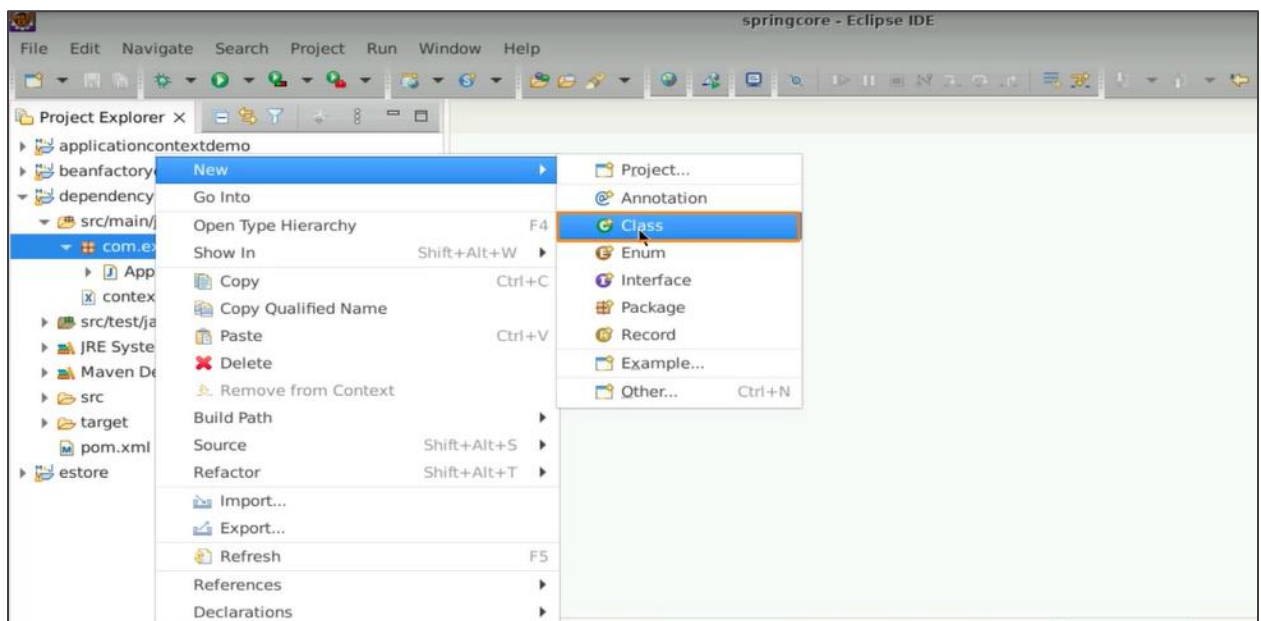 springcore - Eclipse IDE
File Edit Navigate Search Project Run Window Help
Project Explorer
applicationcontextdemo
beanfactory
dependency
src/main/j
com.ex
App
contex
src/test/ja
JRE Syste
Maven De
src
target
pom.xml
estore
New
Go Into
Open Type Hierarchy F4
Show In Shift+Alt+W
Copy Ctrl+C
Copy Qualified Name
Paste Ctrl+V
Delete
Remove from Context
Build Path
Source Shift+Alt+S
Refactor Shift+Alt+T
Import...
Export...
Refresh F5
References
Declarations
Project...
Annotation
Class
Enum
Interface
Package
Record
Example...
Other... Ctrl+N